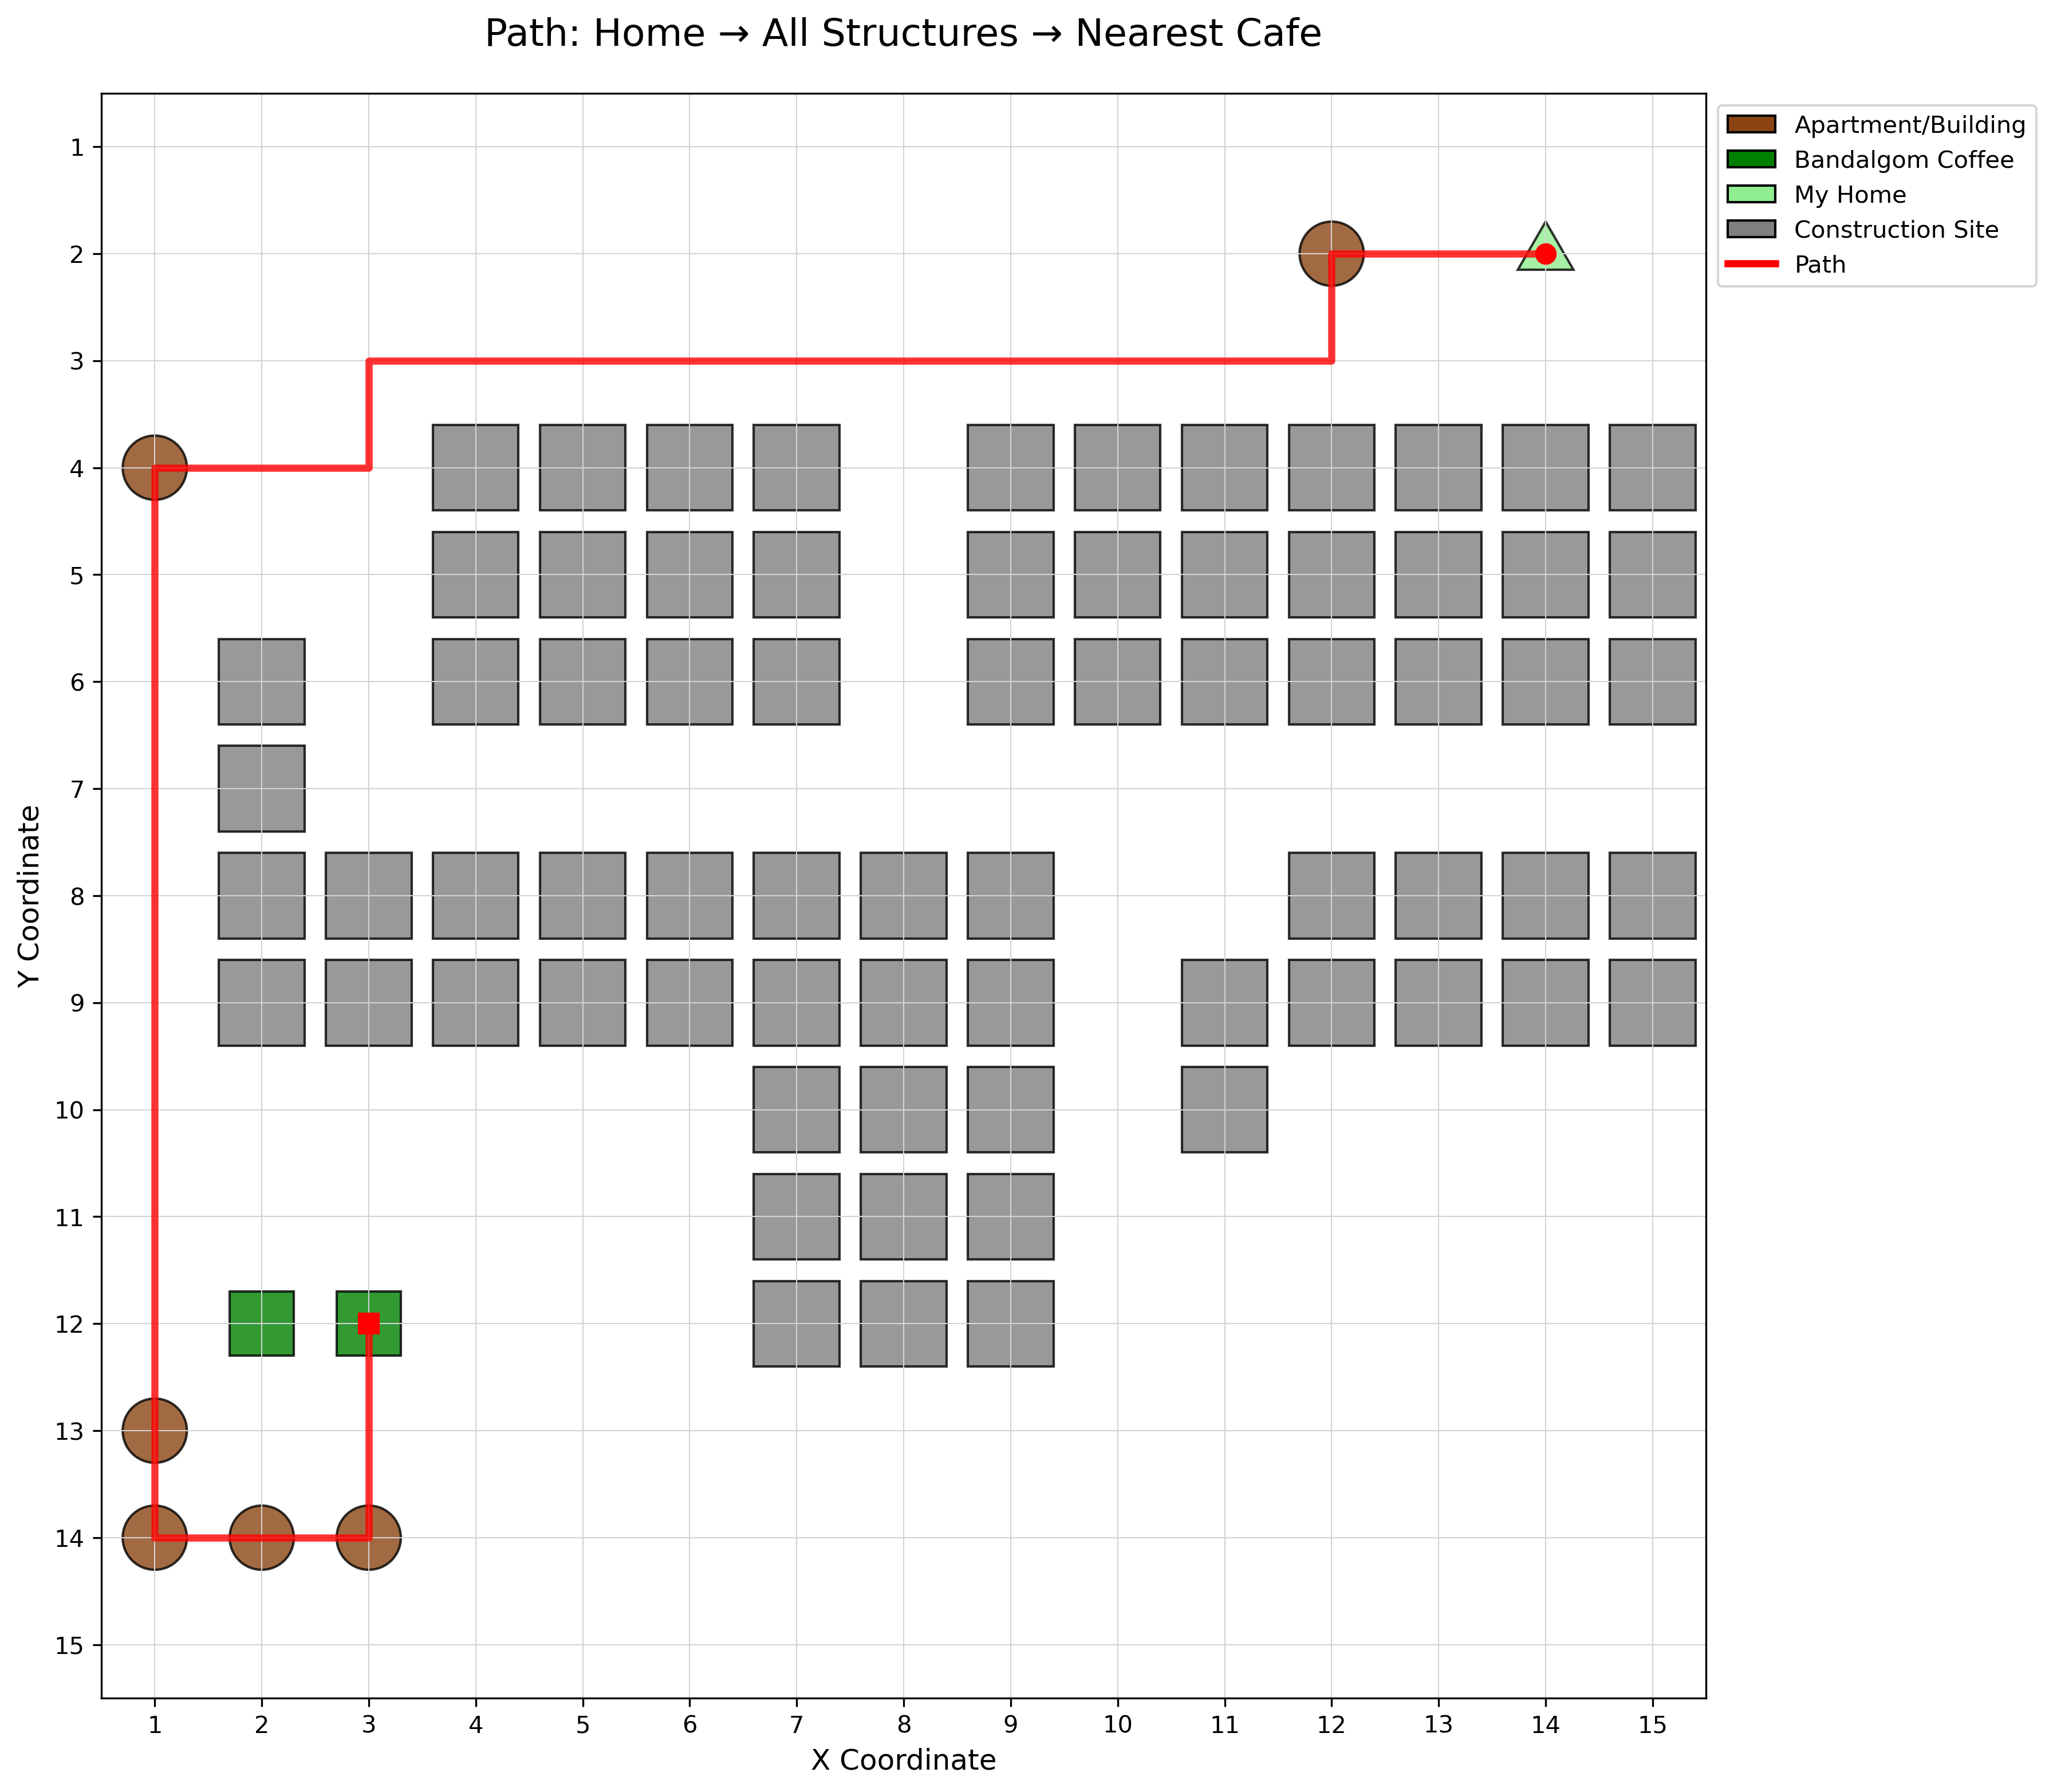 Path: Home → All Structures → Nearest Cafe
Apartment/Building
Bandalgom Coffee
My Home
Construction Site
Path
Y Coordinate
1
2
3
4
5
6
7
8
9
10
11
12
13
14
15
1 2 3 4 5 6 7 8 9 10 11 12 13 14 15
X Coordinate